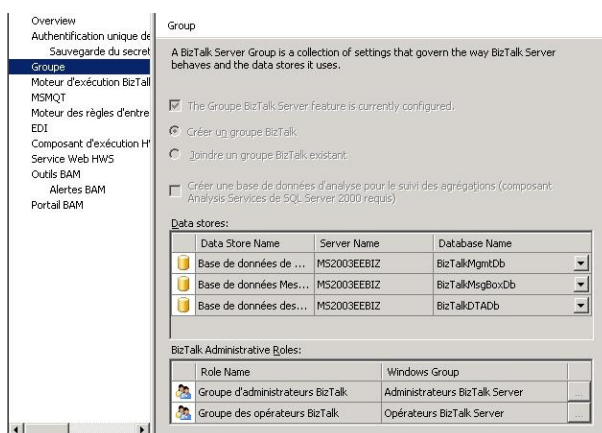 Overview
Authentification unique de
Sauvegarde du secret
Groupe
Moteur d'exécution BizTall
MSMQT
Moteur des règles d'entre
EDI
Composant d'exécution H'
Service Web HWS
Outils BAM
Alertes BAM
Portail BAM
Group
A BizTalk Server Group is a collection of settings that govern the way BizTalk Server
behaves and the data stores it uses.
The Groupe BizTalk Server feature is currently configured.
Créer un groupe BizTalk
Joindre un groupe BizTalk existant
Créer une base de données d'analyse pour le suivi des agrégations (composant
Analysis Services de SQL Server 2000 requis)
Data stores:
Data Store Name Server Name Database Name
Base de données de ... MS2003EEBIZ BizTalkMgmtDb
Base de données Mes... MS2003EEBIZ BizTalkMsgBoxDb
Base de données des... MS2003EEBIZ BizTalkDTADb
BizTalk Administrative Roles:
Role Name Windows Group
Groupe d'administrateurs BizTalk Administrateurs BizTalk Server ...
Groupe des opérateurs BizTalk Opérateurs BizTalk Server ...